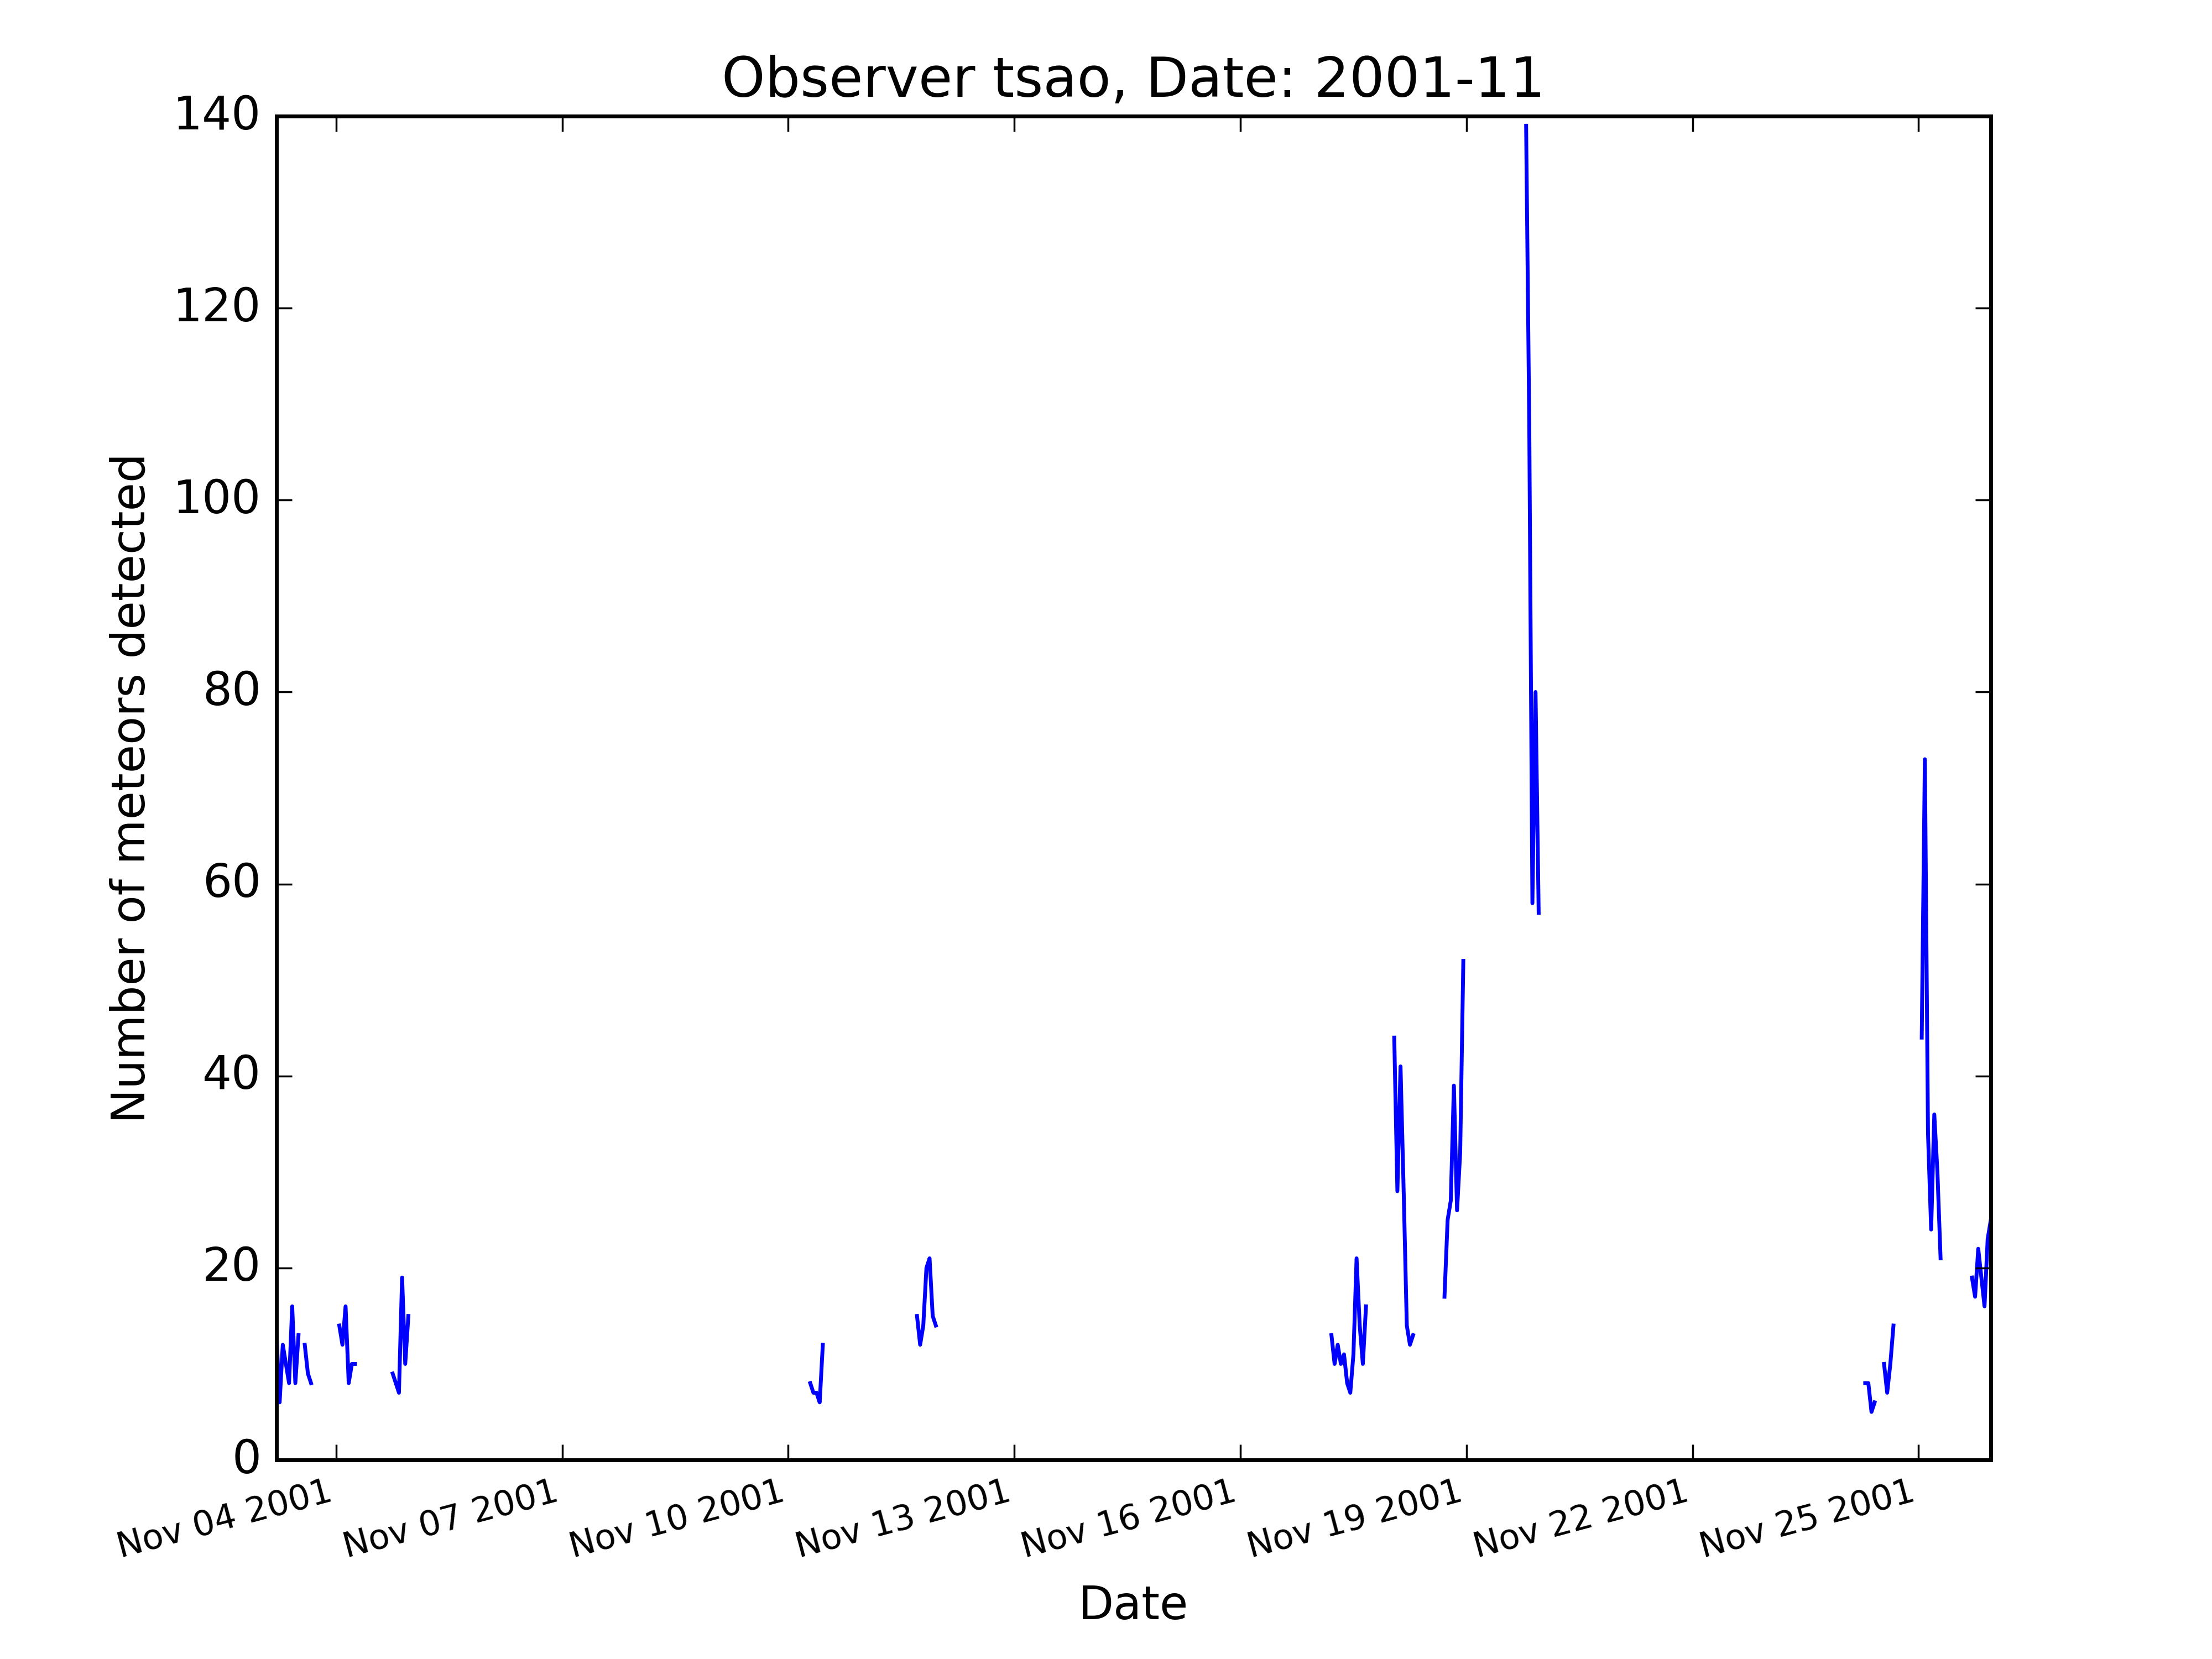 Observer tsao, Date: 2001-11
140
120
100
80
60
40
20
0
Number of meteors detected
Nov 04 2001
Nov 07 2001
Nov 10 2001
Nov 13 2001
Nov 16 2001
Nov 19 2001
Nov 22 2001
Nov 25 2001
Date